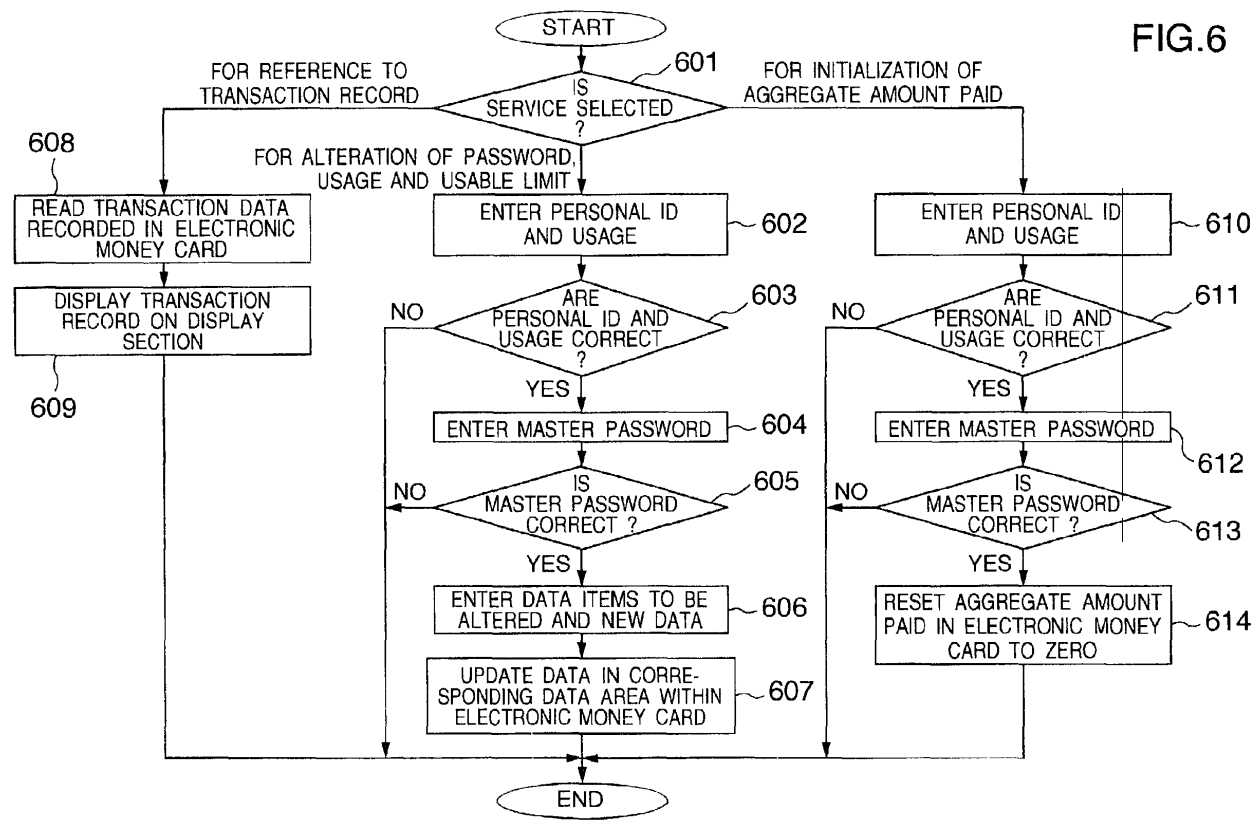 FIG.6
START
601
IS
SERVICE SELECTED
?
FOR REFERENCE TO
TRANSACTION RECORD
FOR INITIALIZATION OF
AGGREGATE AMOUNT PAID
FOR ALTERATION OF PASSWORD,
USAGE AND USABLE LIMIT
608
READ TRANSACTION DATA
RECORDED IN ELECTRONIC
MONEY CARD
DISPLAY TRANSACTION
RECORD ON DISPLAY
SECTION
609
ENTER PERSONAL ID
AND USAGE
602
ARE
PERSONAL ID AND
USAGE CORRECT
?
603
NO
YES
ENTER MASTER PASSWORD
604
IS
MASTER PASSWORD
CORRECT ?
605
NO
YES
ENTER DATA ITEMS TO BE
ALTERED AND NEW DATA
606
UPDATE DATA IN CORRE-
SPONDING DATA AREA WITHIN
ELECTRONIC MONEY CARD
607
ENTER PERSONAL ID
AND USAGE
610
ARE
PERSONAL ID AND
USAGE CORRECT
?
611
NO
YES
ENTER MASTER PASSWORD
612
IS
MASTER PASSWORD
CORRECT ?
613
NO
YES
RESET AGGREGATE AMOUNT
PAID IN ELECTRONIC MONEY
CARD TO ZERO
614
END